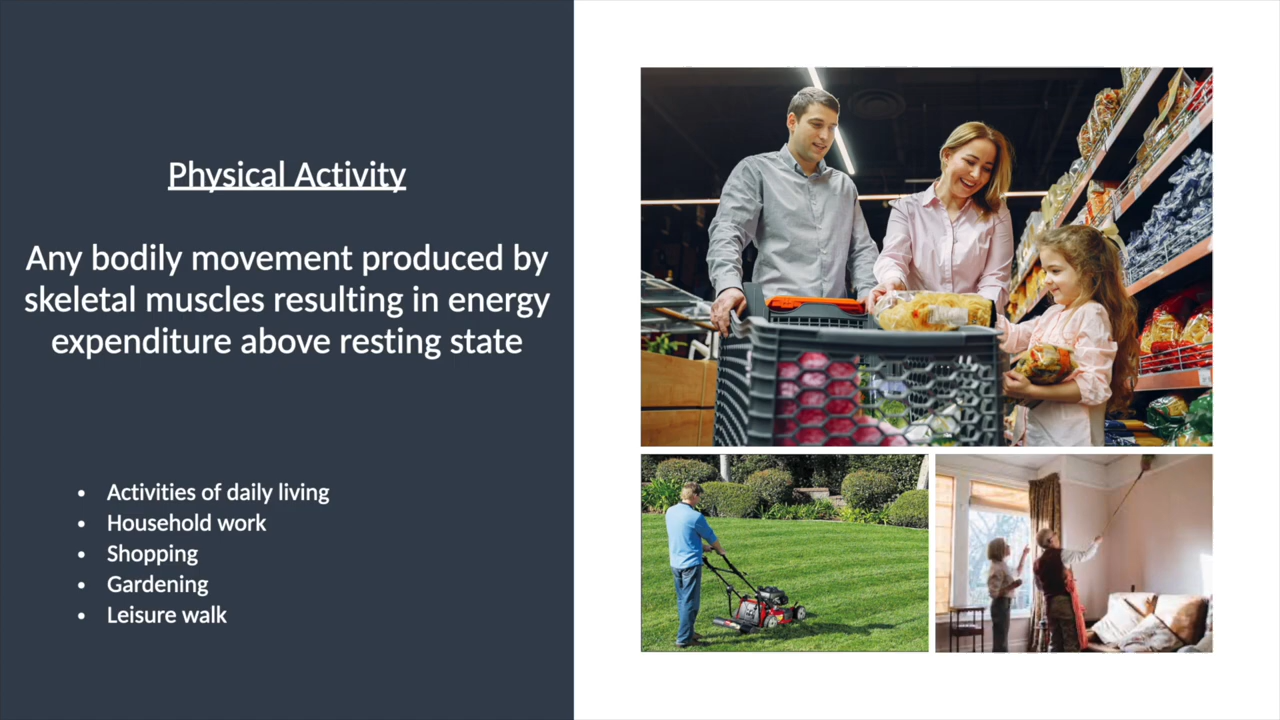 Physical Activity
Any bodily movement produced by
skeletal muscles resulting in energy
expenditure above resting state
• Activities of daily living
• Household work
• Shopping
• Gardening
• Leisure walk